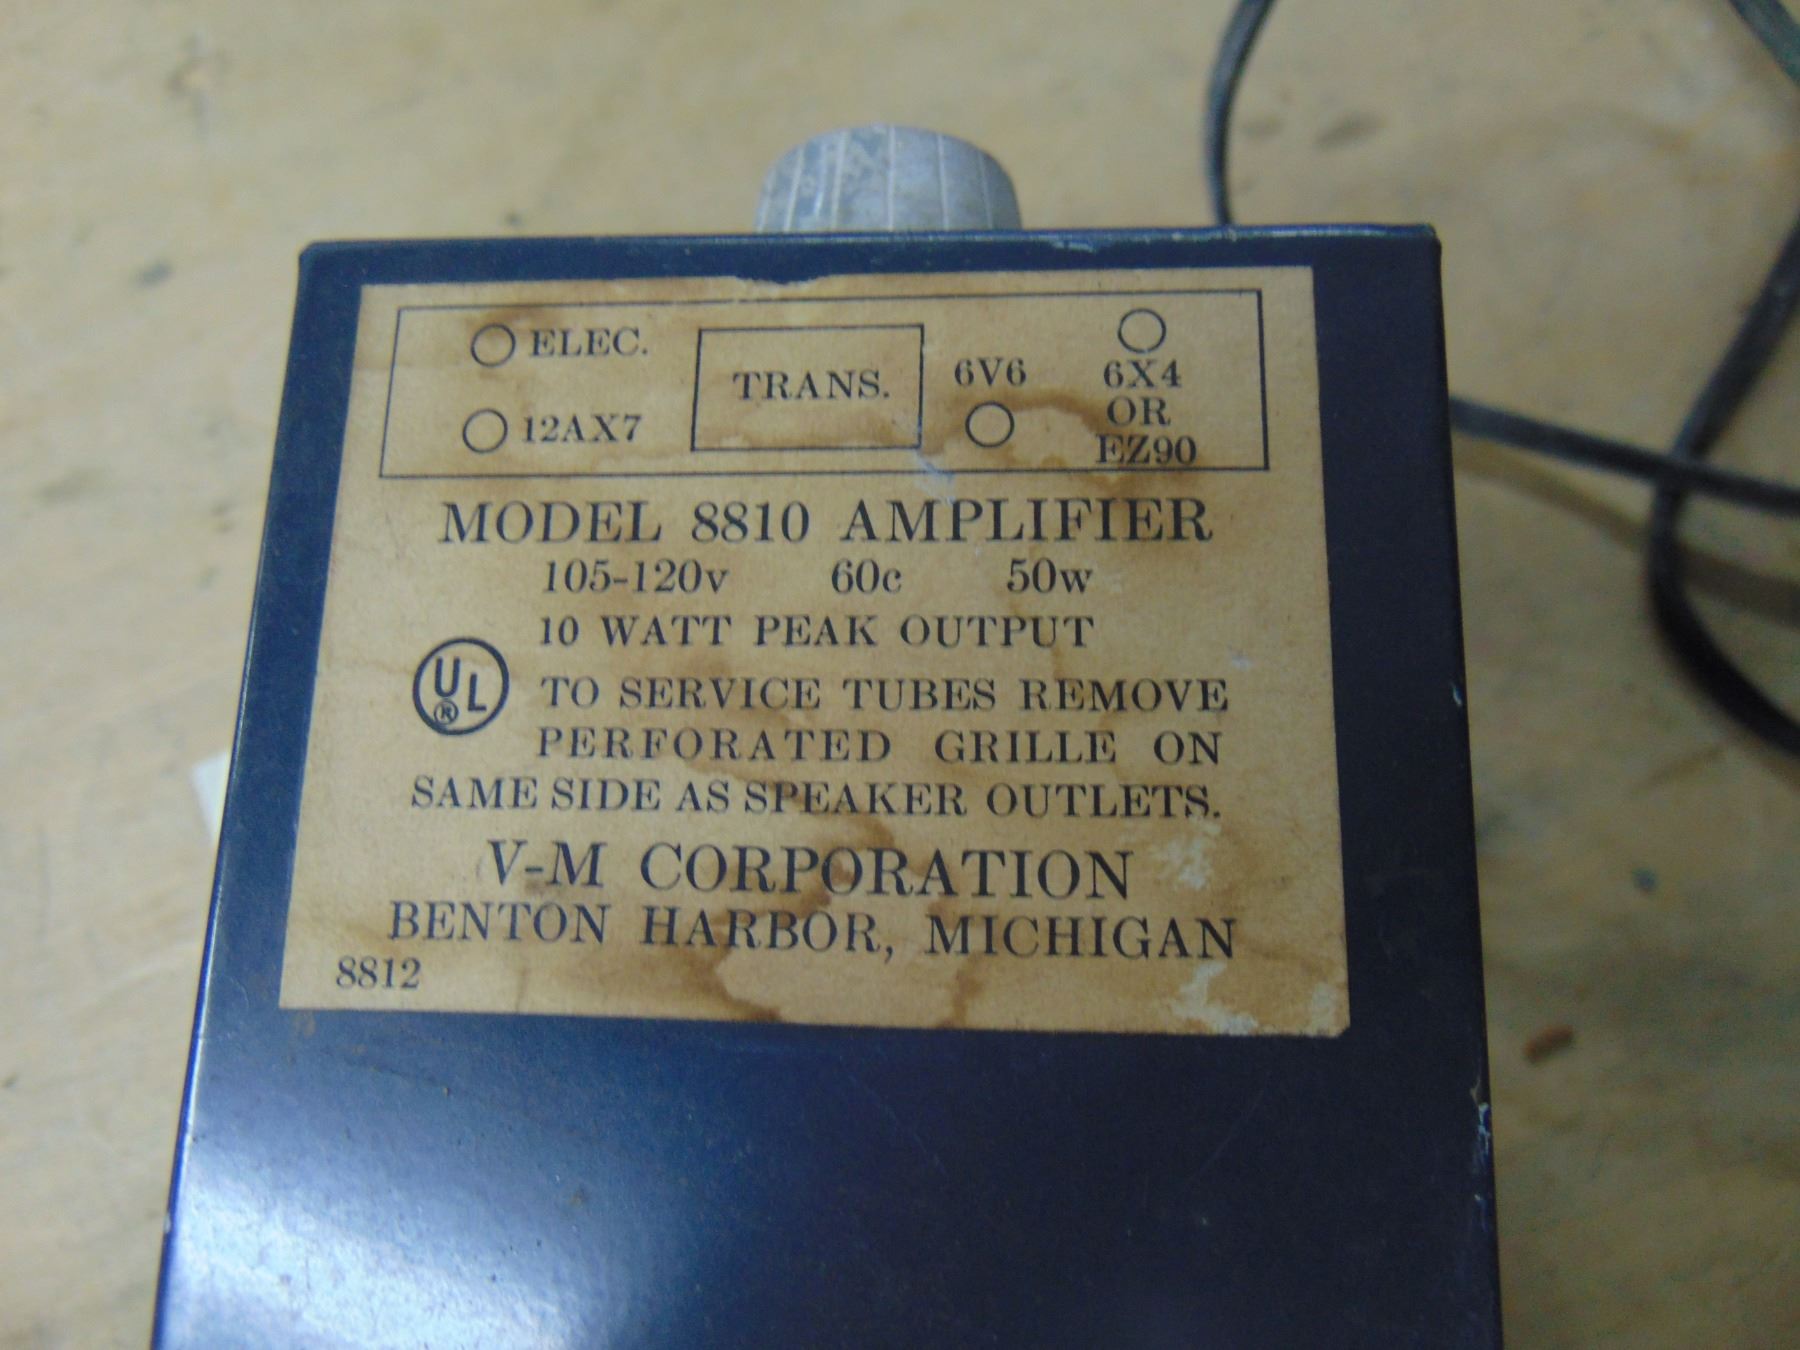 ELEC.
TRANS.
6V6
6X4
OR
EZ90
12AX7
MODEL 8810 AMPLIFIER
105-120v 60c 50w
10 WATT PEAK OUTPUT
UL
®
TO SERVICE TUBES REMOVE
PERFORATED GRILLE ON
SAME SIDE AS SPEAKER OUTLETS.
V-M CORPORATION
BENTON HARBOR, MICHIGAN
8812